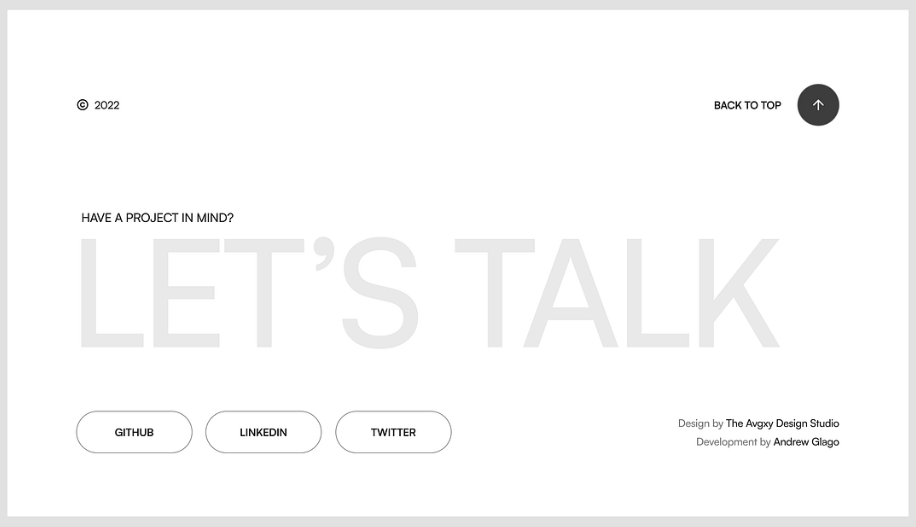 © 2022
BACK TO TOP
HAVE A PROJECT IN MIND?
LET’S TALK
GITHUB
LINKEDIN
TWITTER
Design by The Avgxy Design Studio
Development by Andrew Glago